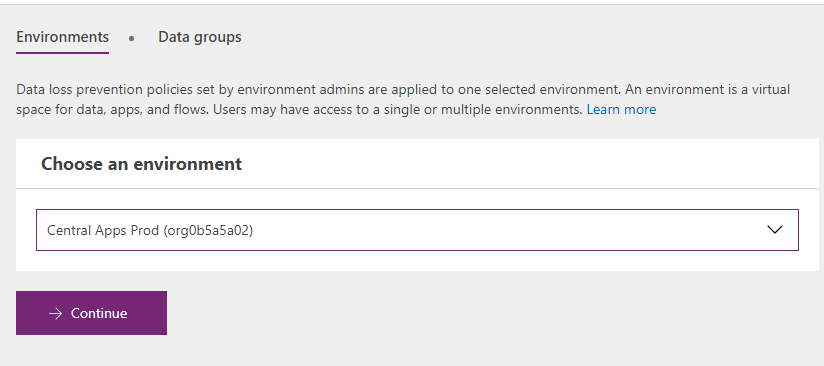 Environments • Data groups
Data loss prevention policies set by environment admins are applied to one selected environment. An environment is a virtual
space for data, apps, and flows. Users may have access to a single or multiple environments. Learn more
Choose an environment
Central Apps Prod (org0b5a5a02)
Continue